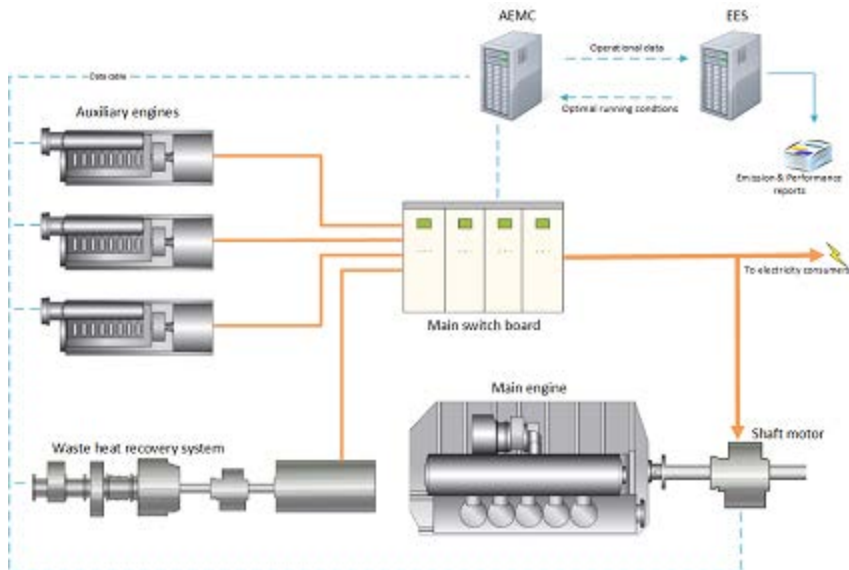 AEMC
EES
Operational data
Data cable
Optimal running condtions
Auxiliary engines
Emission & Performance
reports
To electricity consumers
Main switch board
Main engine
Shaft motor
Waste heat recovery system